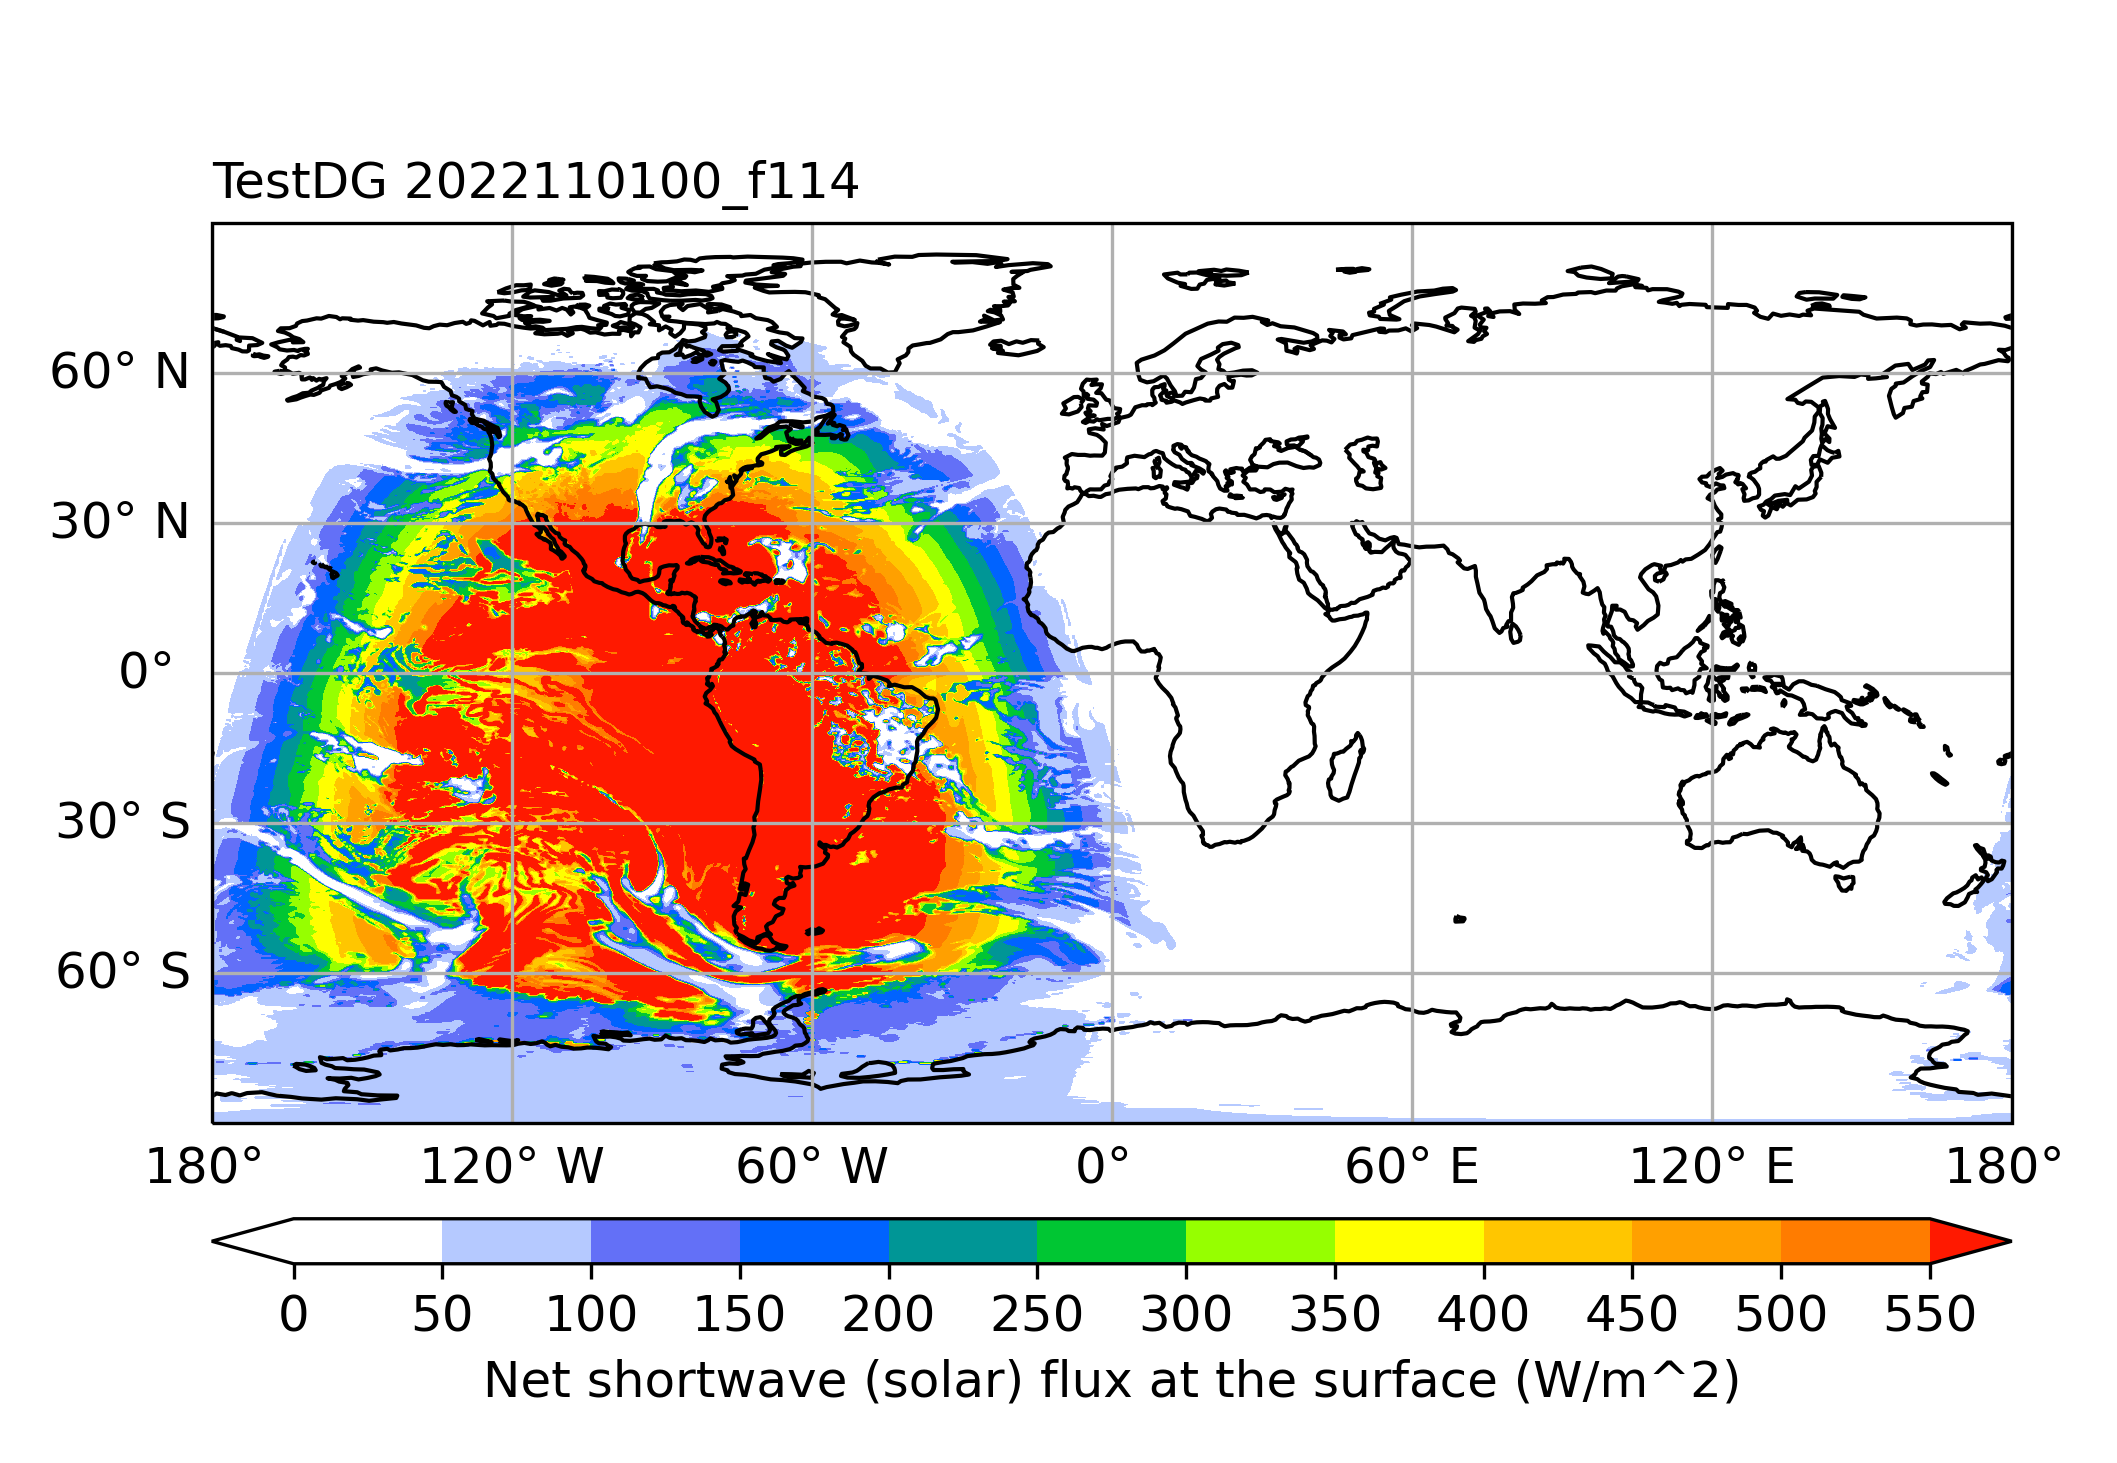 TestDG 2022110100_f114
60° N
30° N
0°
30° S
60° S
180° 120° W 60° W 0° 60° E 120° E 180°
0 50 100 150 200 250 300 350 400 450 500 550
Net shortwave (solar) flux at the surface (W/m^2)